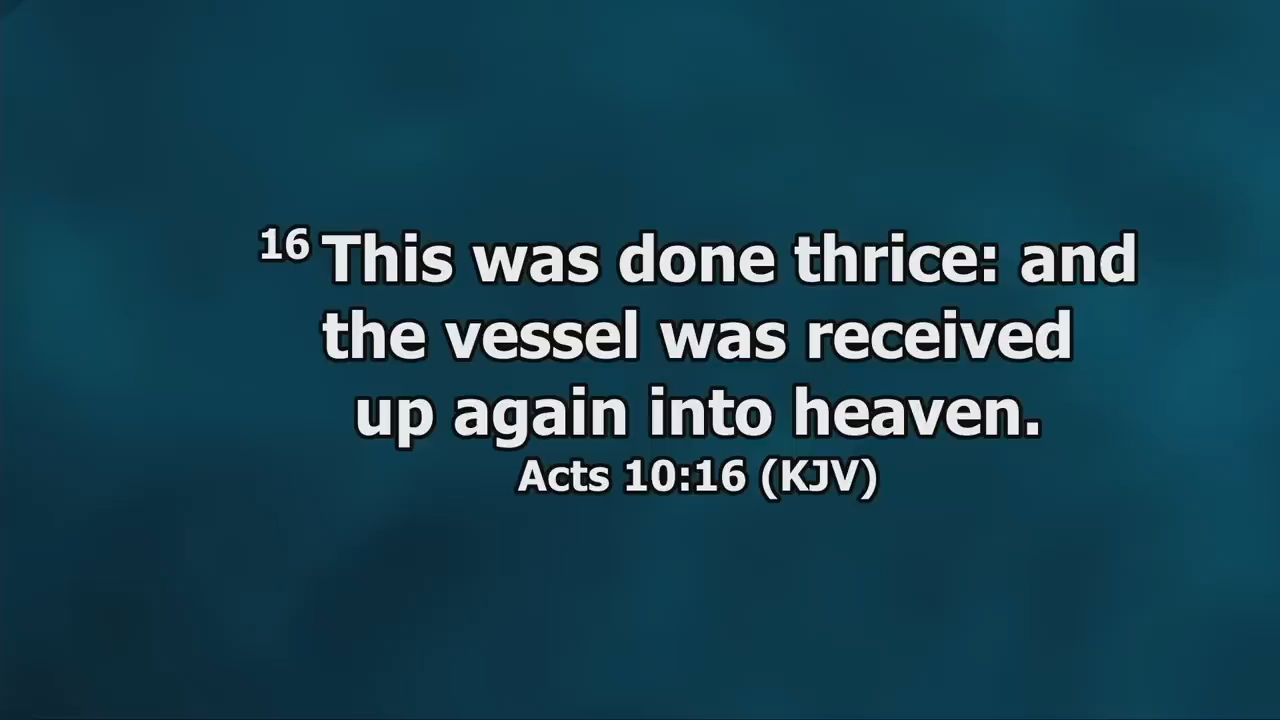 16 This was done thrice: and
the vessel was received
up again into heaven.
Acts 10:16 (KJV)